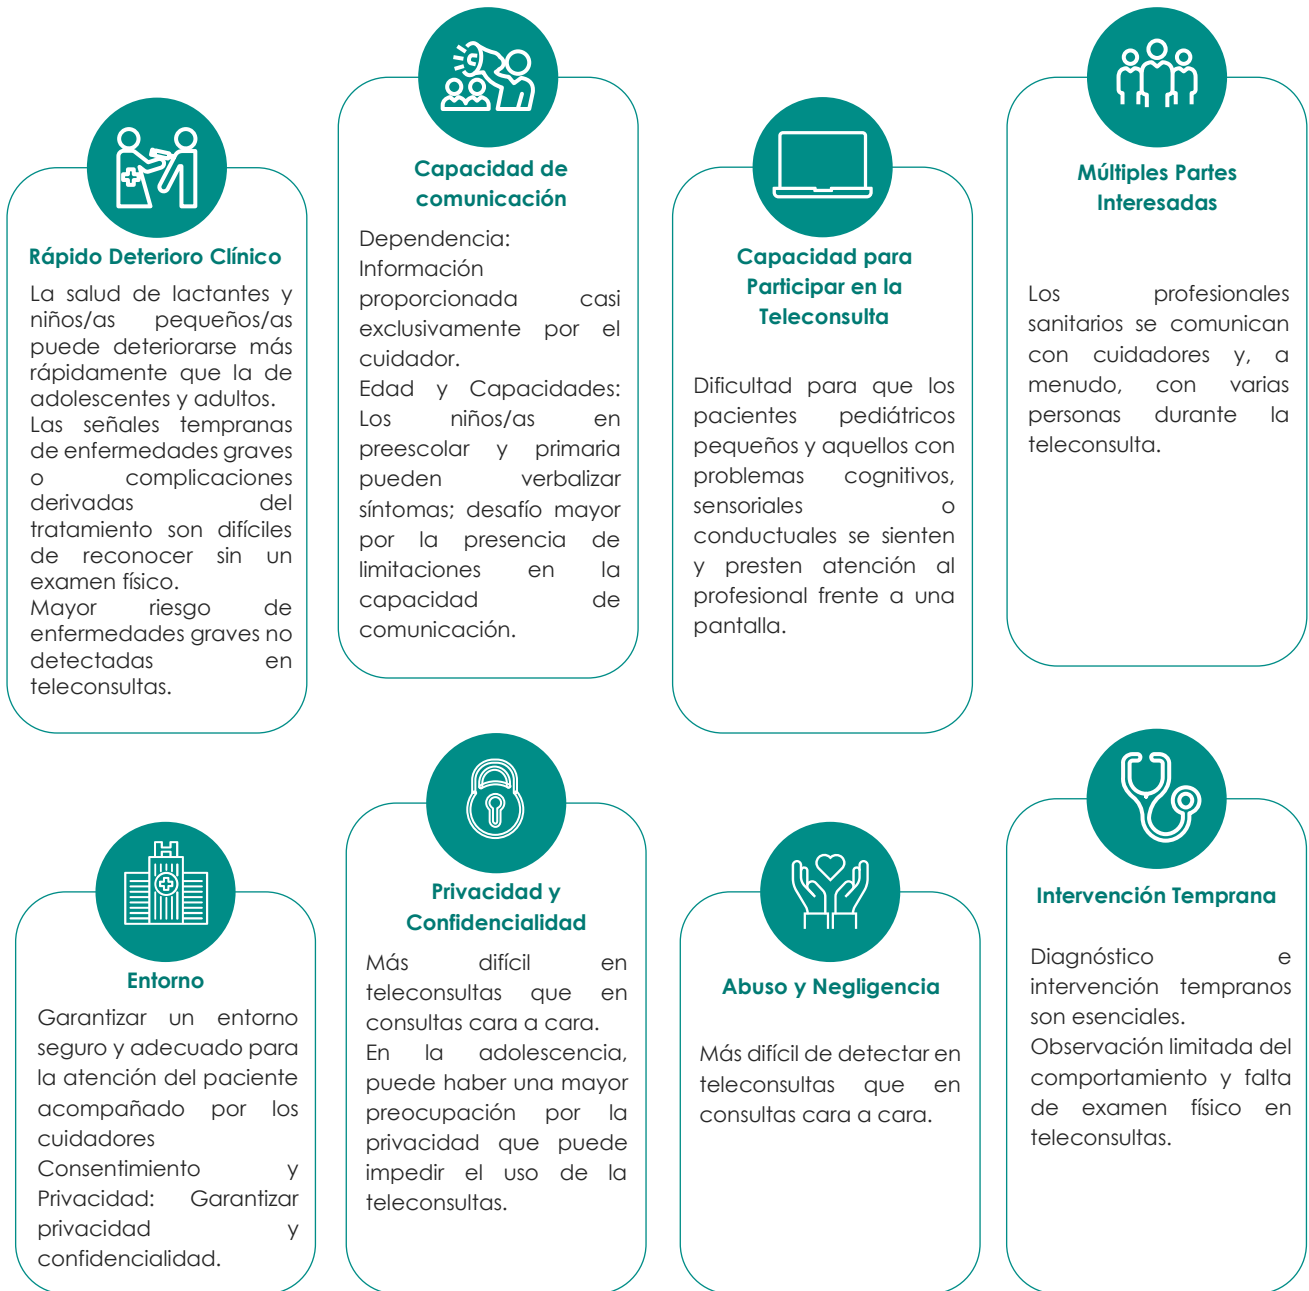 Rápido Deterioro Clínico
La salud de lactantes y
niños/as pequeños/as
puede deteriorarse más
rápidamente que la de
adolescentes y adultos.
Las señales tempranas
de enfermedades graves
o complicaciones
derivadas del
tratamiento son difíciles
de reconocer sin un
examen físico.
Mayor riesgo de
enfermedades graves no
detectadas en
teleconsultas.
Capacidad de
comunicación
Dependencia:
Información
proporcionada casi
exclusivamente por el
cuidador.
Edad y Capacidades:
Los niños/as en
preescolar y primaria
pueden verbalizar
síntomas; desafío mayor
por la presencia de
limitaciones en la
capacidad de
comunicación.
Capacidad para
Participar en la
Teleconsulta
Dificultad para que los
pacientes pediátricos
pequeños y aquellos con
problemas cognitivos,
sensoriales o
conductuales se sienten
y presten atención al
profesional frente a una
pantalla.
Múltiples Partes
Interesadas
Los profesionales
sanitarios se comunican
con cuidadores y, a
menudo, con varias
personas durante la
teleconsulta.
Entorno
Garantizar un entorno
seguro y adecuado para
la atención del paciente
acompañado por los
cuidadores
Consentimiento y
Privacidad: Garantizar
privacidad y
confidencialidad.
Privacidad y
Confidencialidad
Más difícil en
teleconsultas que en
consultas cara a cara.
En la adolescencia,
puede haber una mayor
preocupación por la
privacidad que puede
impedir el uso de la
teleconsultas.
Abuso y Negligencia
Más difícil de detectar en
teleconsultas que en
consultas cara a cara.
Intervención Temprana
Diagnóstico e
intervención tempranos
son esenciales.
Observación limitada del
comportamiento y falta
de examen físico en
teleconsultas.